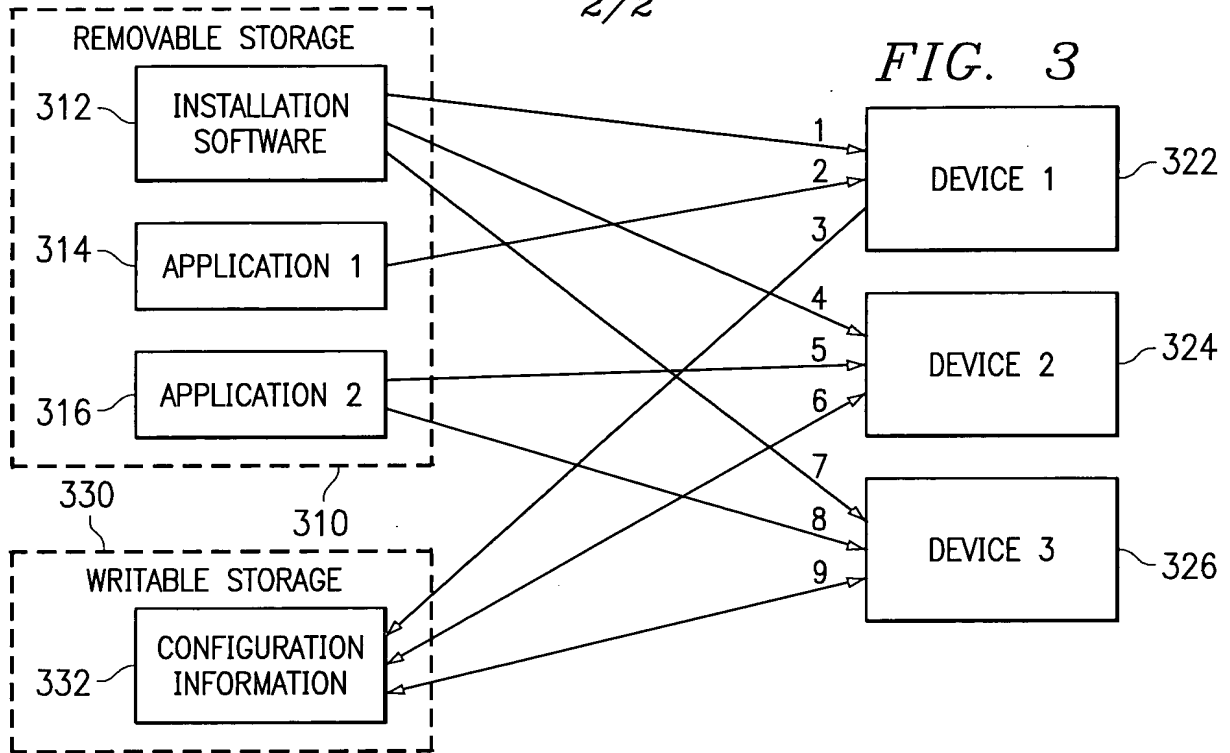 2/2
FIG. 3
REMOVABLE STORAGE
312
INSTALLATION
SOFTWARE
314
APPLICATION 1
316
APPLICATION 2
310
330
WRITABLE STORAGE
332
CONFIGURATION
INFORMATION
1
2
3
4
5
6
7
8
9
DEVICE 1
322
DEVICE 2
324
DEVICE 3
326